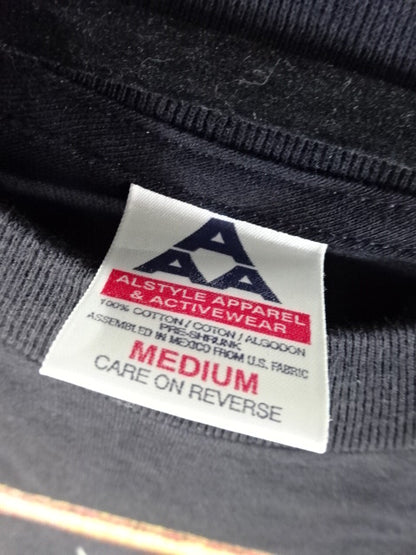 A
A A
ALSTYLE APPAREL
& ACTIVEWEAR
100% COTTON / COTON / ALGODON
PRE-SHRUNK
ASSEMBLED IN MEXICO FROM U.S. FABRIC
MEDIUM
CARE ON REVERSE